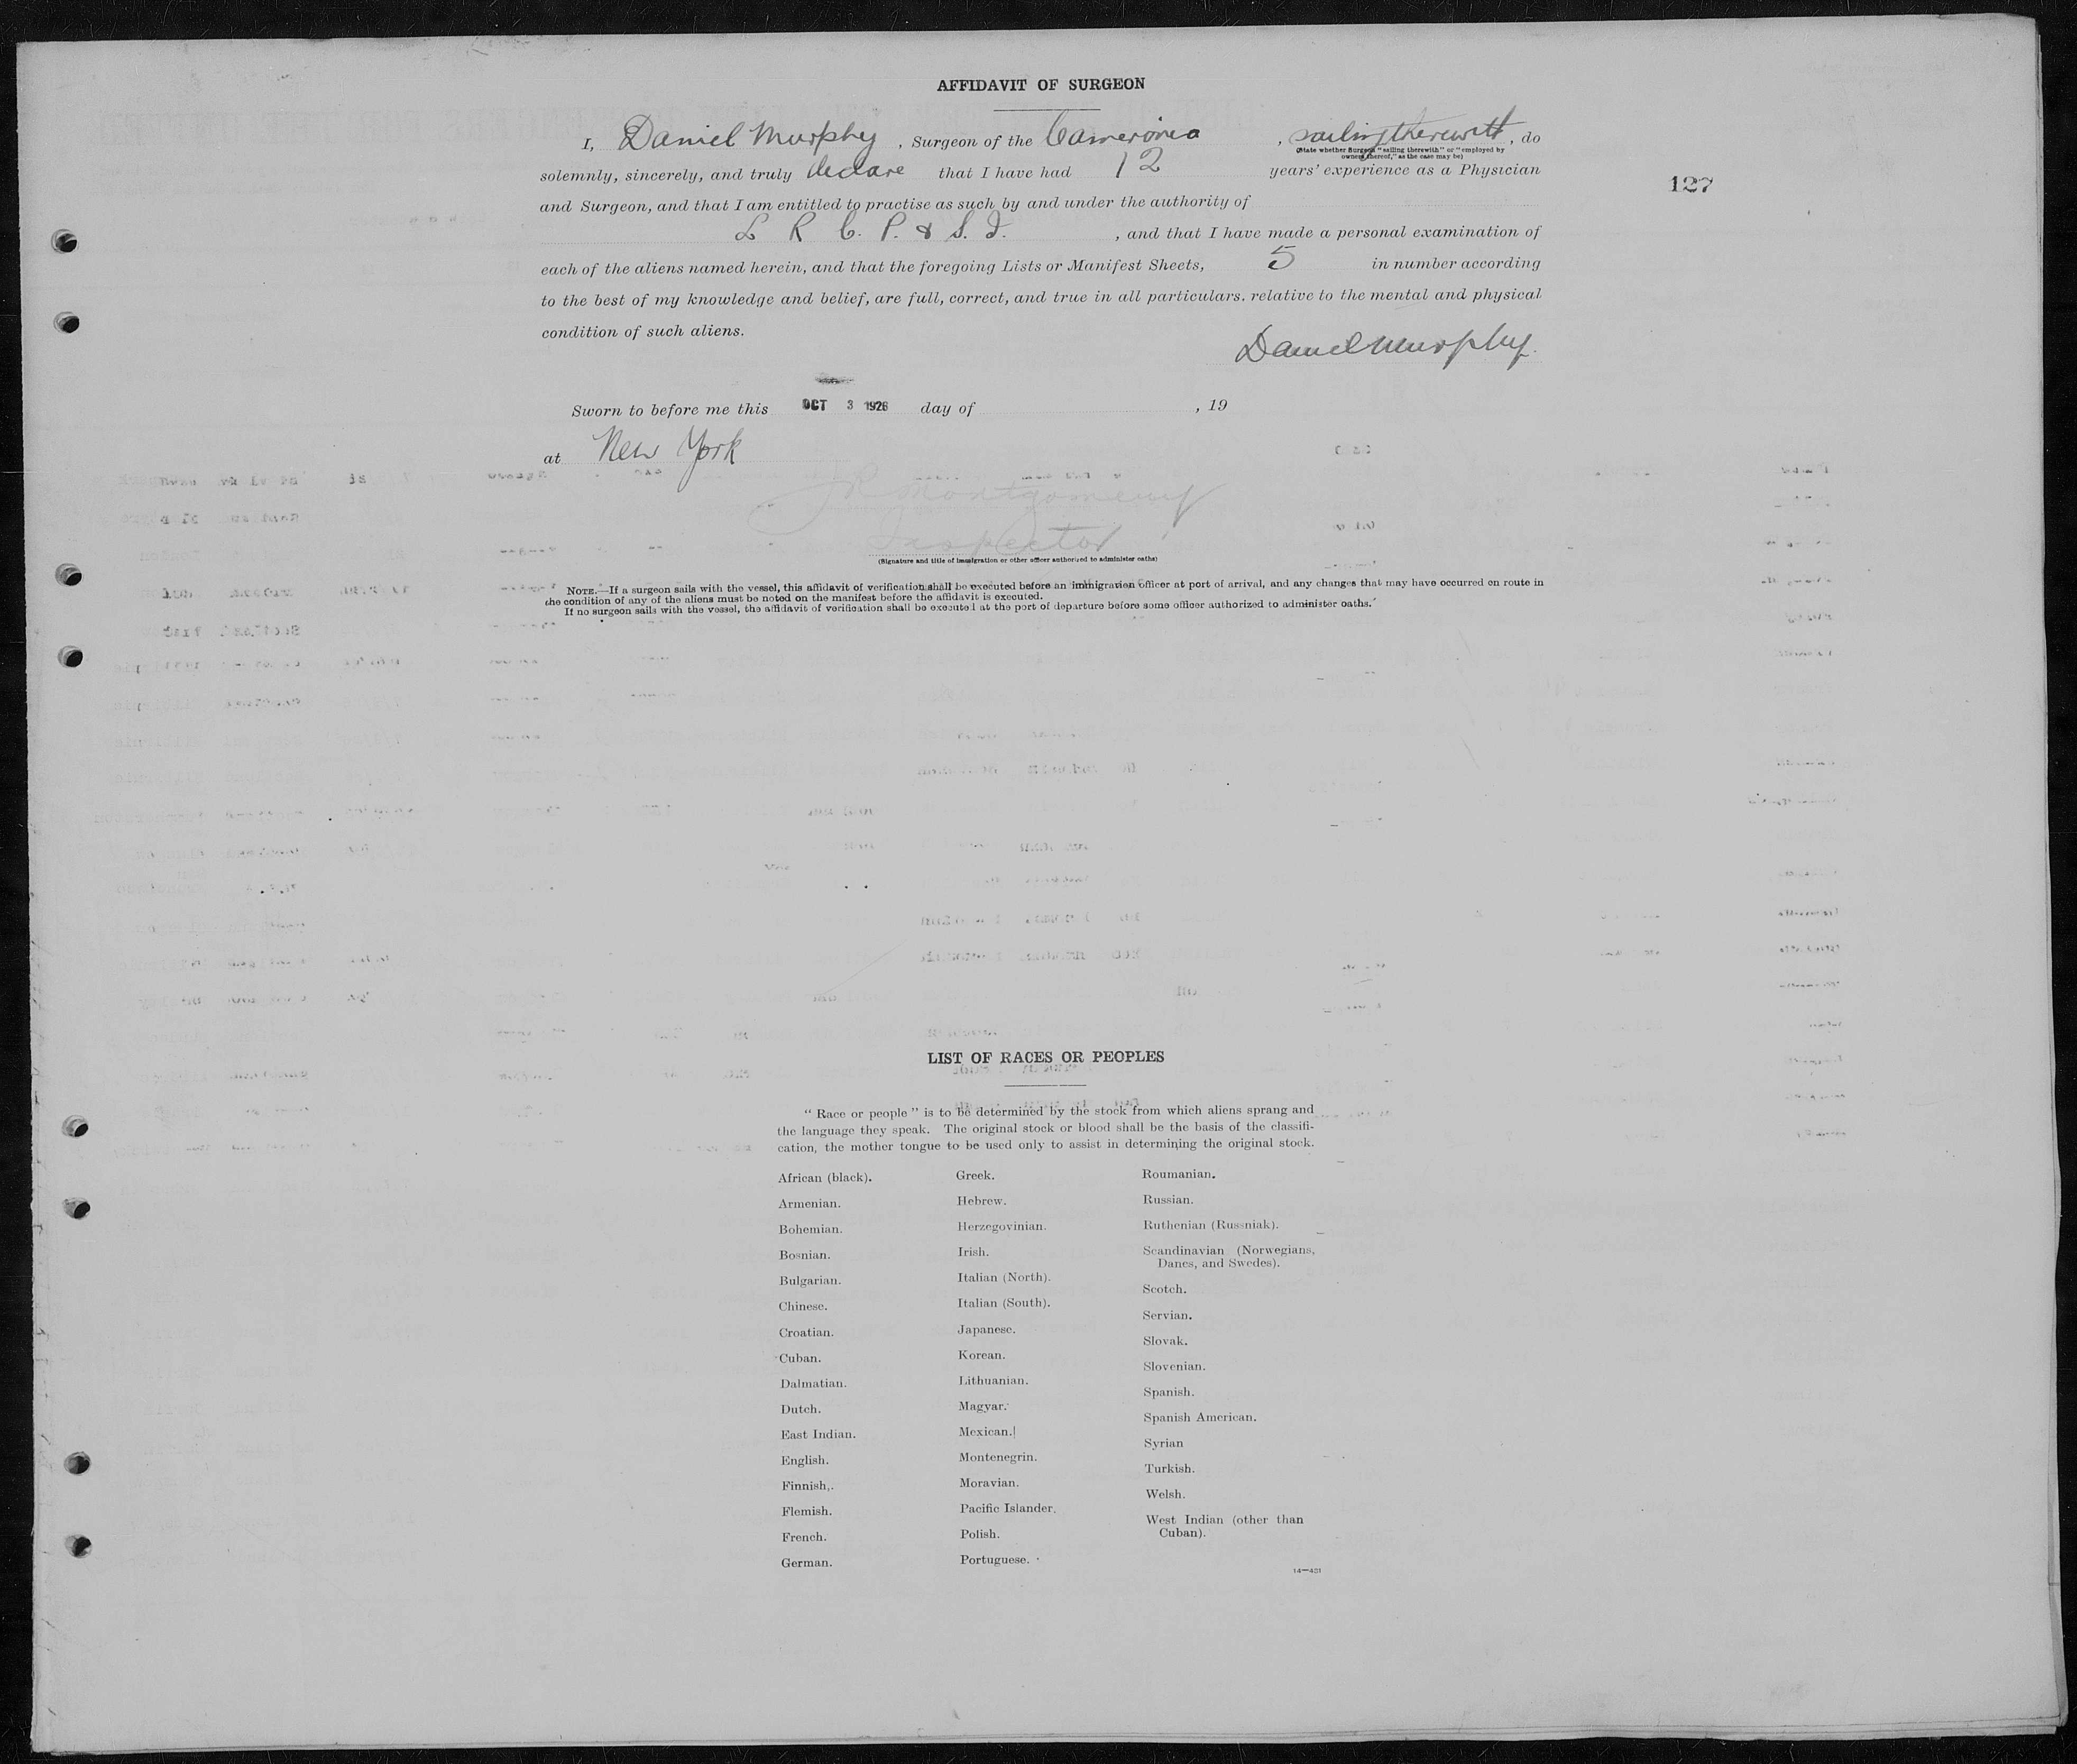 AFFIDAVIT OF SURGEON
I, Daniel Murphy, Surgeon of the Cameronia, sailing therewith, do
(State whether Surgeon "sailing therewith" or "employed by
owners thereof," as the case may be)
solemnly, sincerely, and truly declare that I have had 12 years' experience as a Physician
127
and Surgeon, and that I am entitled to practise as such by and under the authority of
L R C. P. & S. I., and that I have made a personal examination of
each of the aliens named herein, and that the foregoing Lists or Manifest Sheets, 5 in number according
to the best of my knowledge and belief, are full, correct, and true in all particulars. relative to the mental and physical
condition of such aliens.
Daniel Murphy.
Sworn to before me this OCT 3 1926 day of , 19
at New York
JR Montgomery
Inspector
(Signature and title of immigration or other officer authorized to administer oaths)
NOTE.—If a surgeon sails with the vessel, this affidavit of verification shall be executed before an immigration officer at port of arrival, and any changes that may have occurred on route in
the condition of any of the aliens must be noted on the manifest before the affidavit is executed.
If no surgeon sails with the vessel, the affidavit of verification shall be executed at the port of departure before some officer authorized to administer oaths.
LIST OF RACES OR PEOPLES
"Race or people" is to be determined by the stock from which aliens sprang and
the language they speak. The original stock or blood shall be the basis of the classifi-
cation, the mother tongue to be used only to assist in determining the original stock.
African (black).
Armenian.
Bohemian.
Bosnian.
Bulgarian.
Chinese.
Croatian.
Cuban.
Dalmatian.
Dutch.
East Indian.
English.
Finnish.
Flemish.
French.
German.
Greek.
Hebrew.
Herzegovinian.
Irish.
Italian (North).
Italian (South).
Japanese.
Korean.
Lithuanian.
Magyar.
Mexican.
Montenegrin.
Moravian.
Pacific Islander.
Polish.
Portuguese.
Roumanian.
Russian.
Ruthenian (Russniak).
Scandinavian (Norwegians,
Danes, and Swedes).
Scotch.
Servian.
Slovak.
Slovenian.
Spanish.
Spanish American.
Syrian
Turkish.
Welsh.
West Indian (other than
Cuban).
14—431